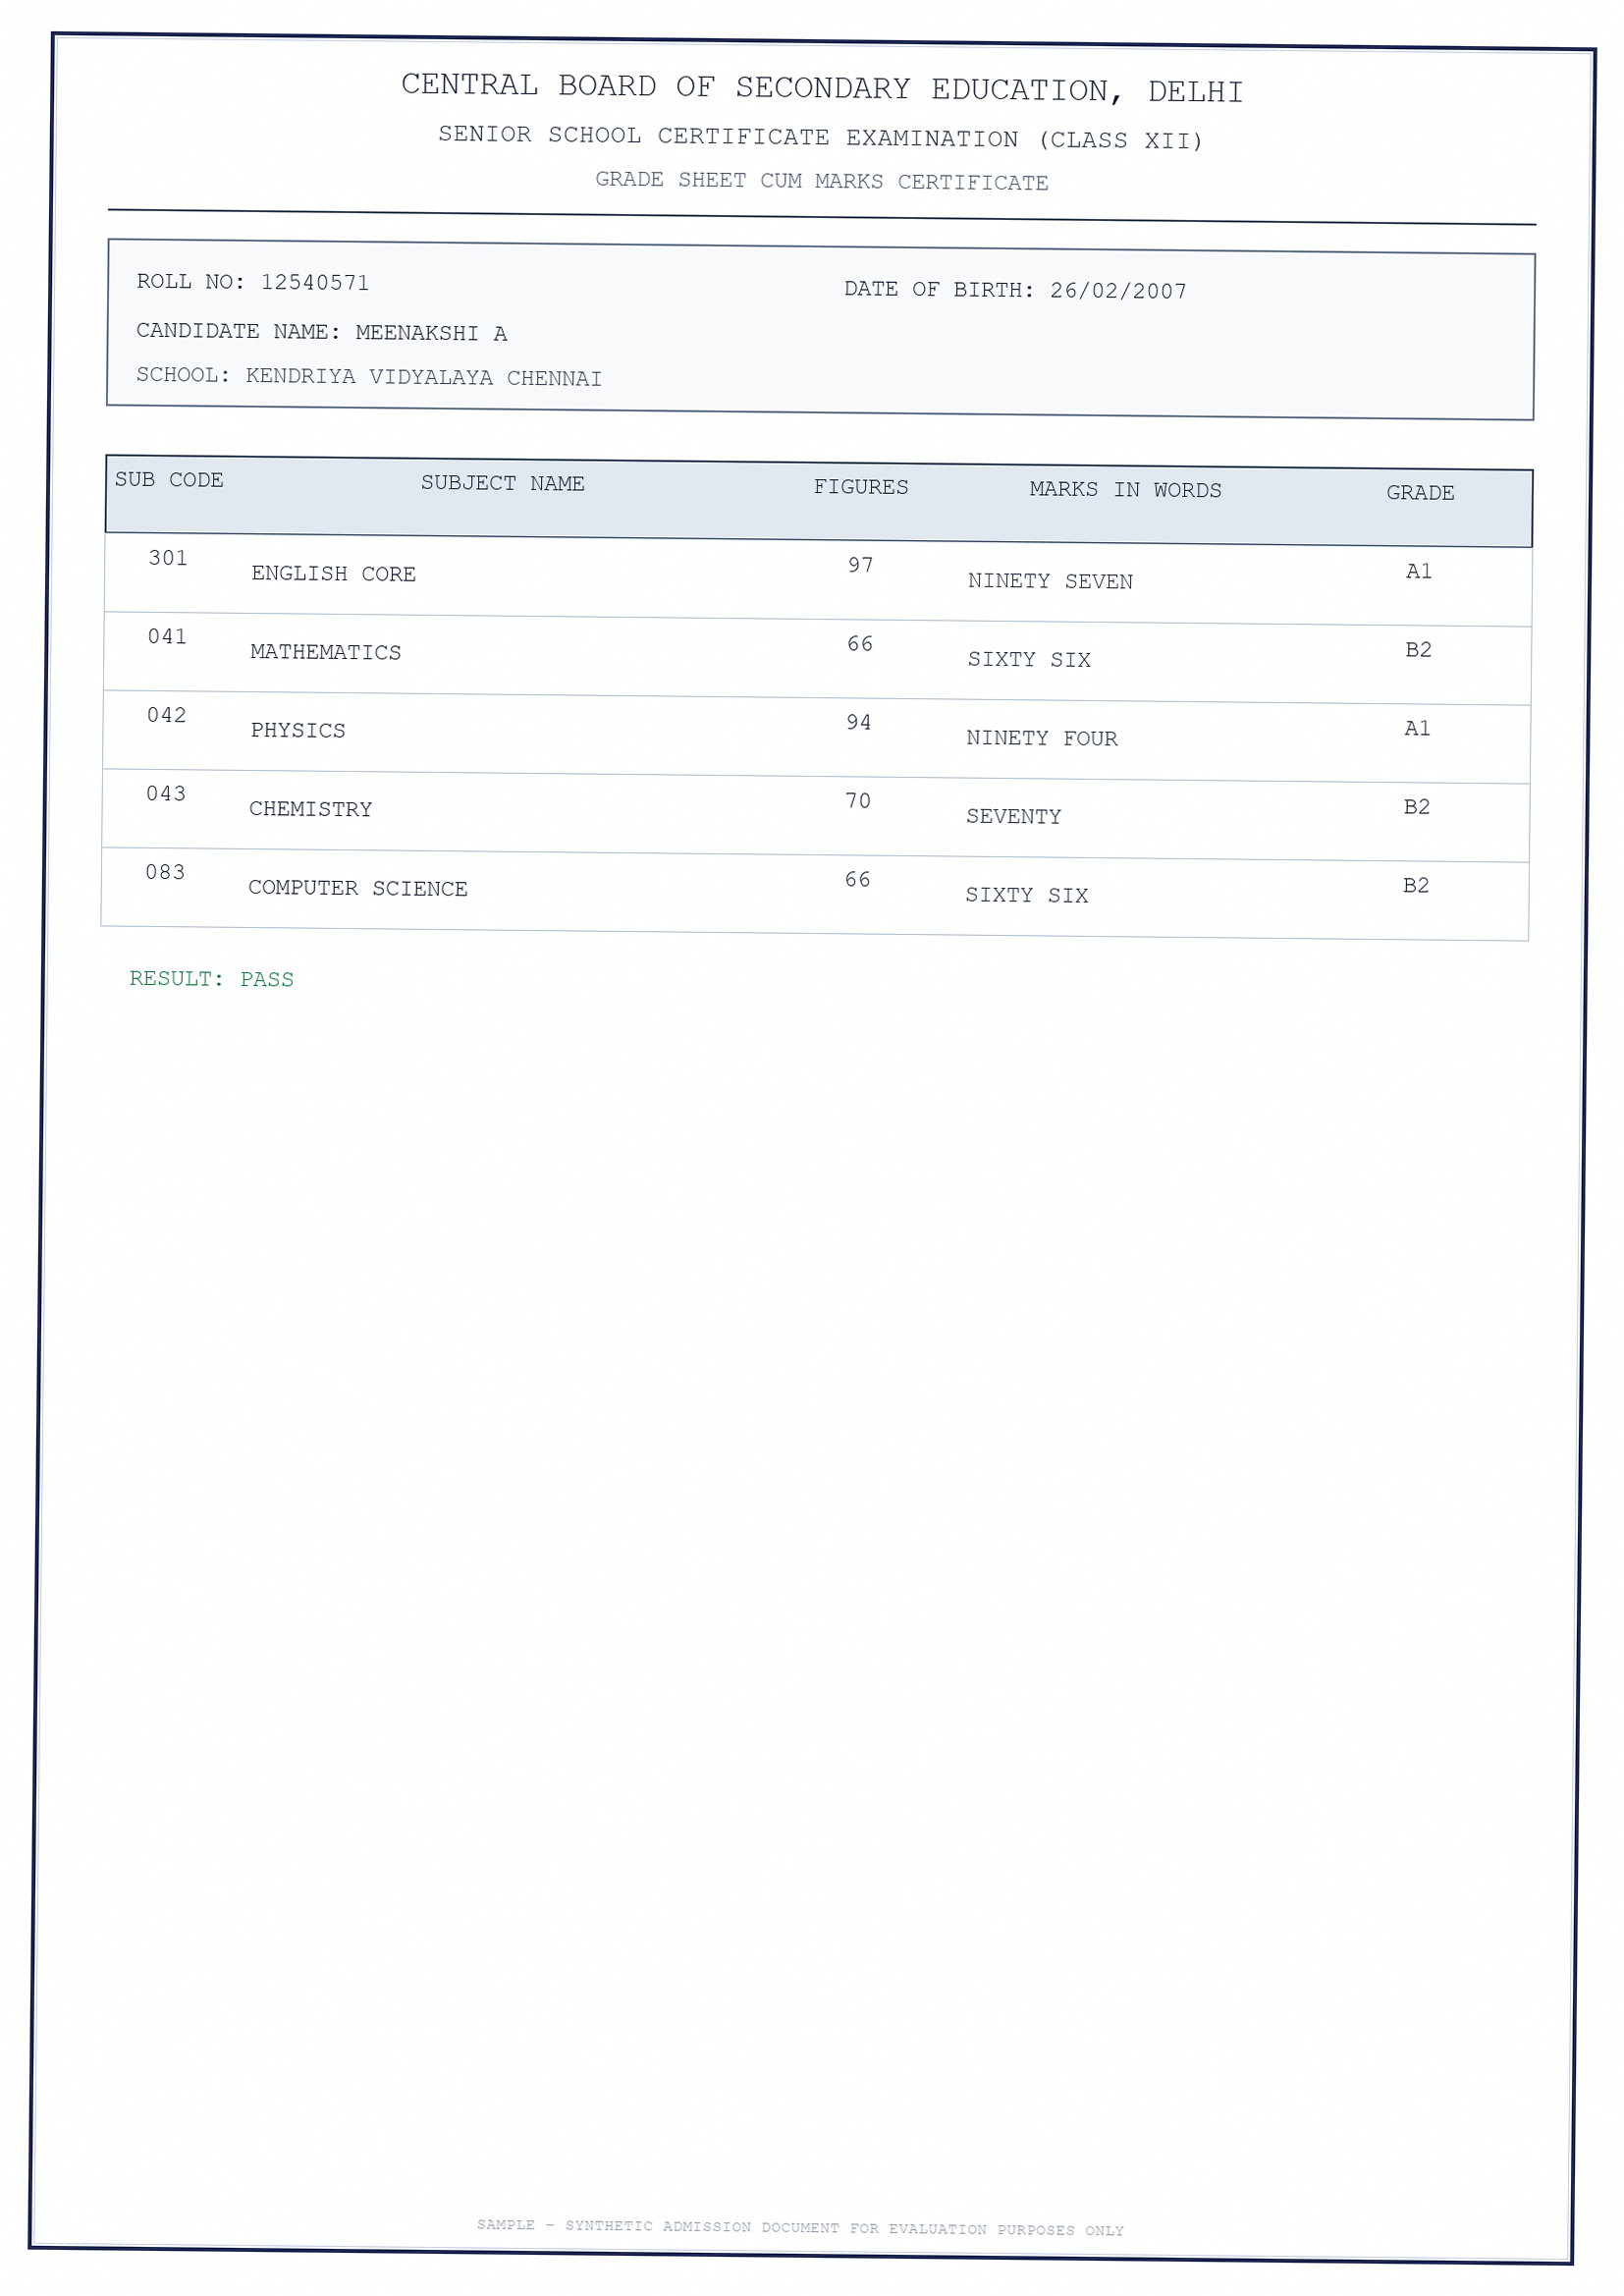 CENTRAL BOARD OF SECONDARY EDUCATION, DELHI
SENIOR SCHOOL CERTIFICATE EXAMINATION (CLASS XII)
GRADE SHEET CUM MARKS CERTIFICATE
ROLL NO: 12540571 DATE OF BIRTH: 26/02/2007
CANDIDATE NAME: MEENAKSHI A
SCHOOL: KENDRIYA VIDYALAYA CHENNAI
SUB CODE SUBJECT NAME FIGURES MARKS IN WORDS GRADE
301 ENGLISH CORE 97 NINETY SEVEN A1
041 MATHEMATICS 66 SIXTY SIX B2
042 PHYSICS 94 NINETY FOUR A1
043 CHEMISTRY 70 SEVENTY B2
083 COMPUTER SCIENCE 66 SIXTY SIX B2
RESULT: PASS
SAMPLE - SYNTHETIC ADMISSION DOCUMENT FOR EVALUATION PURPOSES ONLY